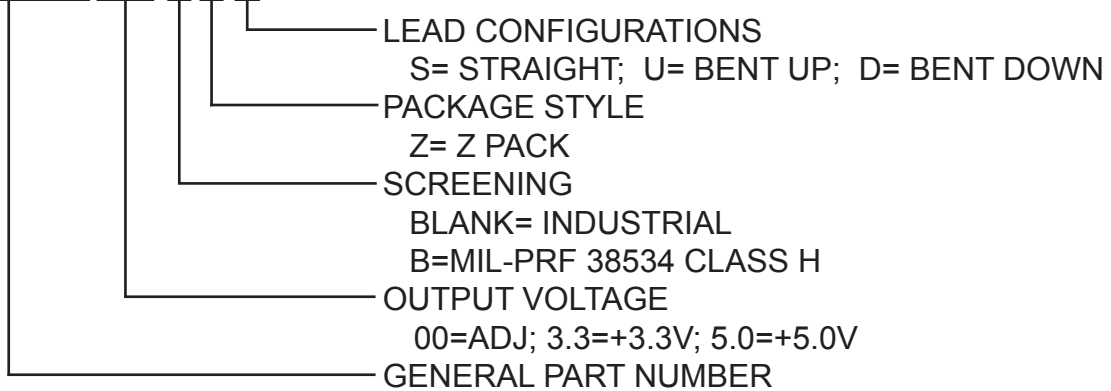 LEAD CONFIGURATIONS
S= STRAIGHT; U= BENT UP; D= BENT DOWN
PACKAGE STYLE
Z= Z PACK
SCREENING
BLANK= INDUSTRIAL
B=MIL-PRF 38534 CLASS H
OUTPUT VOLTAGE
00=ADJ; 3.3=+3.3V; 5.0=+5.0V
GENERAL PART NUMBER